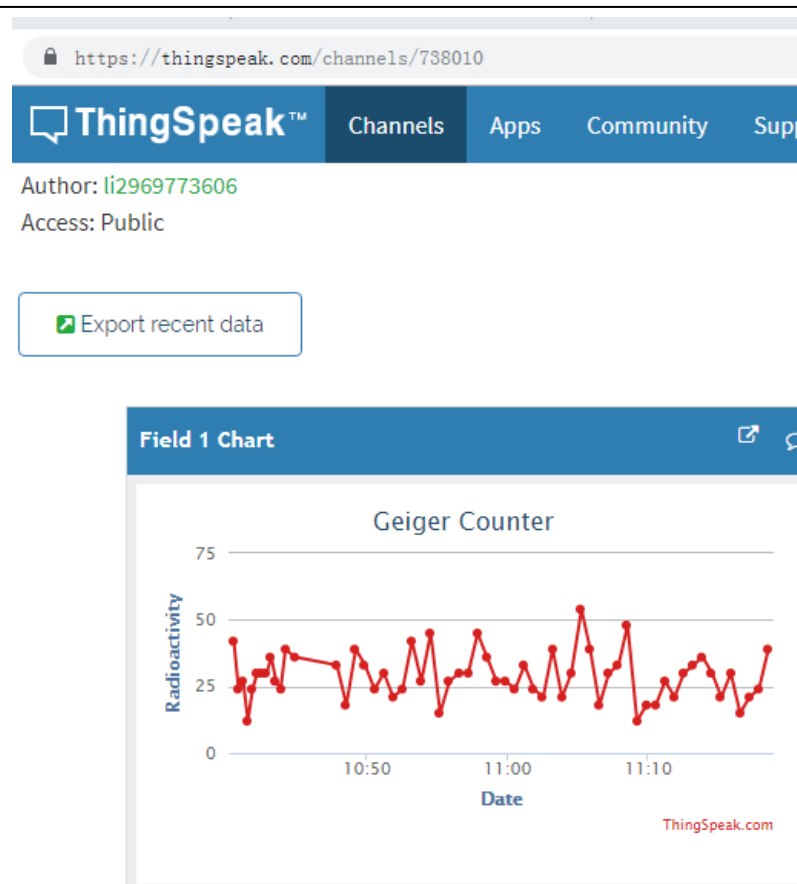 https://thingspeak.com/channels/738010
ThingSpeak™ Channels Apps Community
Author: li2969773606
Access: Public
Export recent data
Field 1 Chart
Geiger Counter
75
50
25
0
Radioactivity
10:50 11:00 11:10
Date
ThingSpeak.com